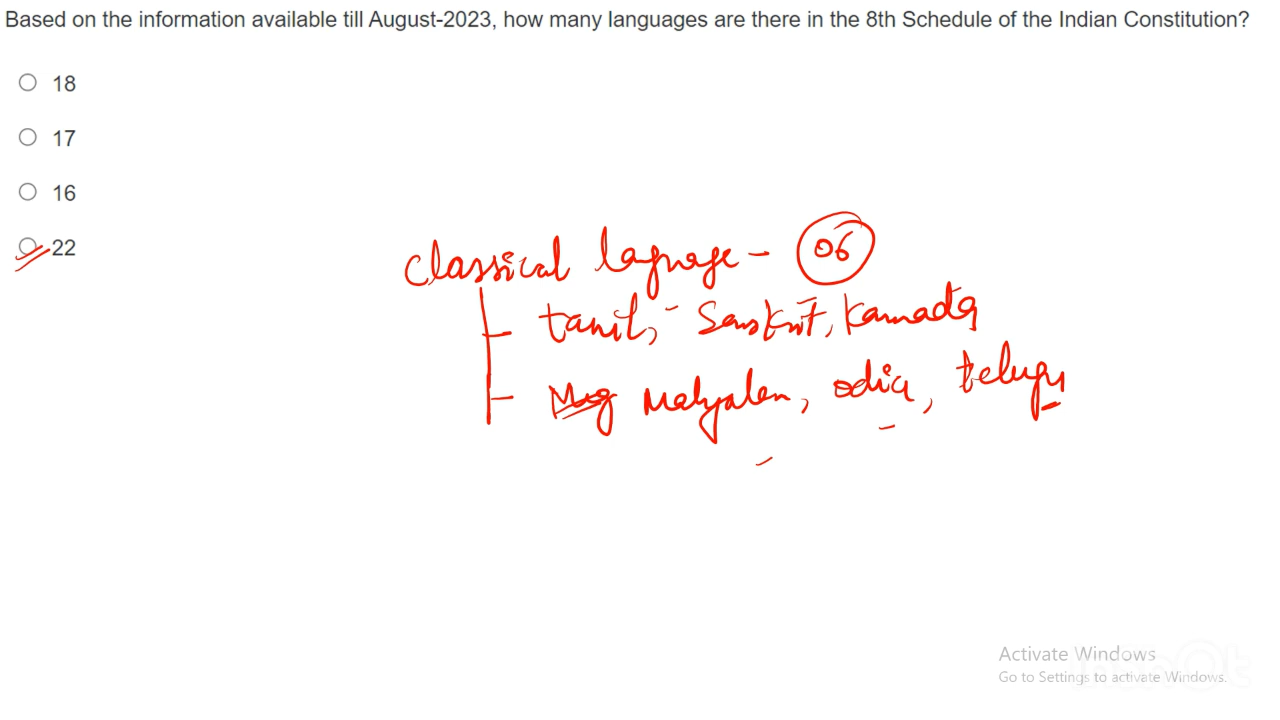 Based on the information available till August-2023, how many languages are there in the 8th Schedule of the Indian Constitution?
18
17
16
22
classical lagnage - 06
tamil, Sanskrit, Kannada
Malyalam, odia, telugu
Activate Windows
Go to Settings to activate Windows.